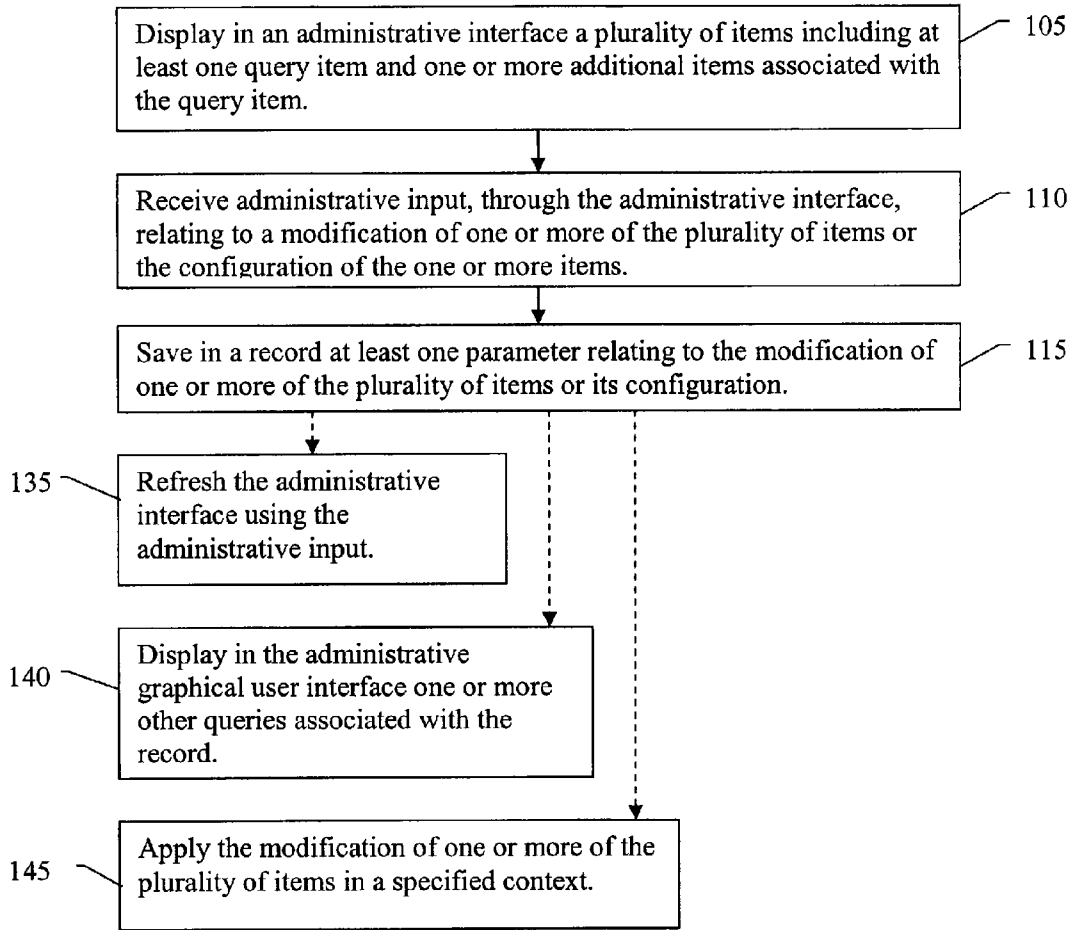 Display in an administrative interface a plurality of items including at
least one query item and one or more additional items associated with
the query item.
105
Receive administrative input, through the administrative interface,
relating to a modification of one or more of the plurality of items or
the configuration of the one or more items.
110
Save in a record at least one parameter relating to the modification of
one or more of the plurality of items or its configuration.
115
135
Refresh the administrative
interface using the
administrative input.
140
Display in the administrative
graphical user interface one or more
other queries associated with the
record.
145
Apply the modification of one or more of the
plurality of items in a specified context.